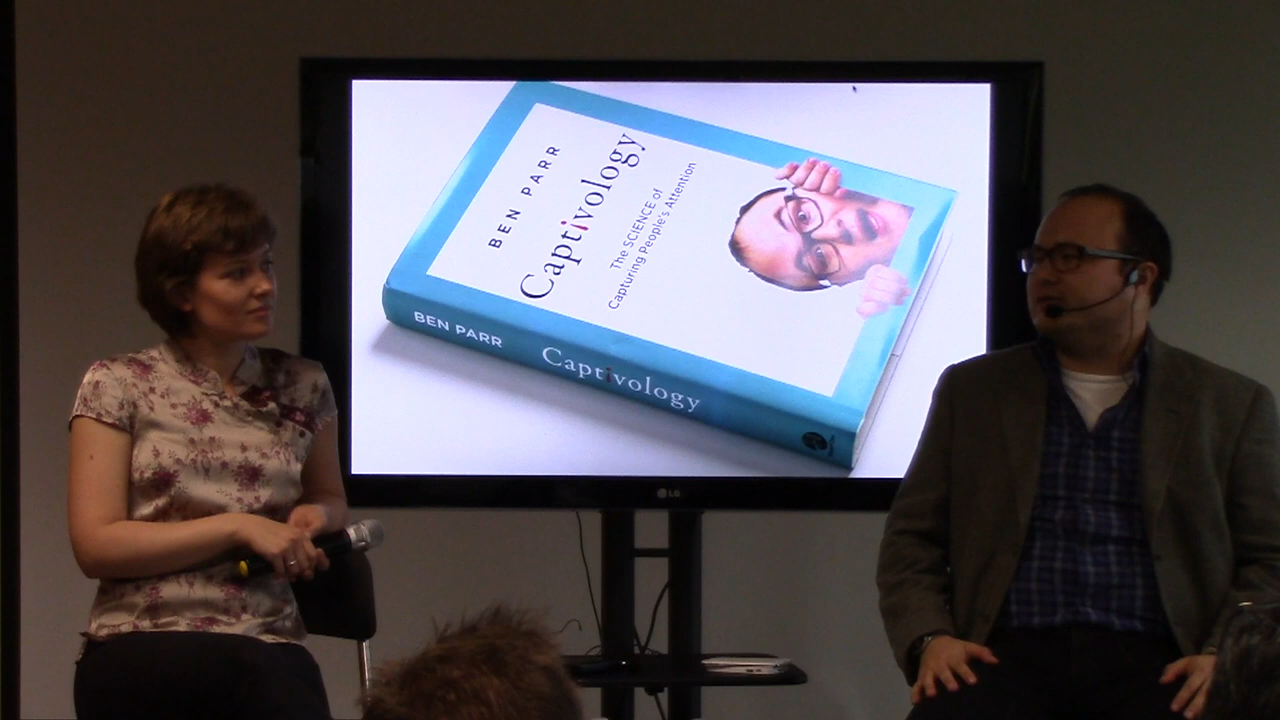 BEN PARR
Captivology
The SCIENCE of
Capturing People's Attention
BEN PARR
Captivology
LG